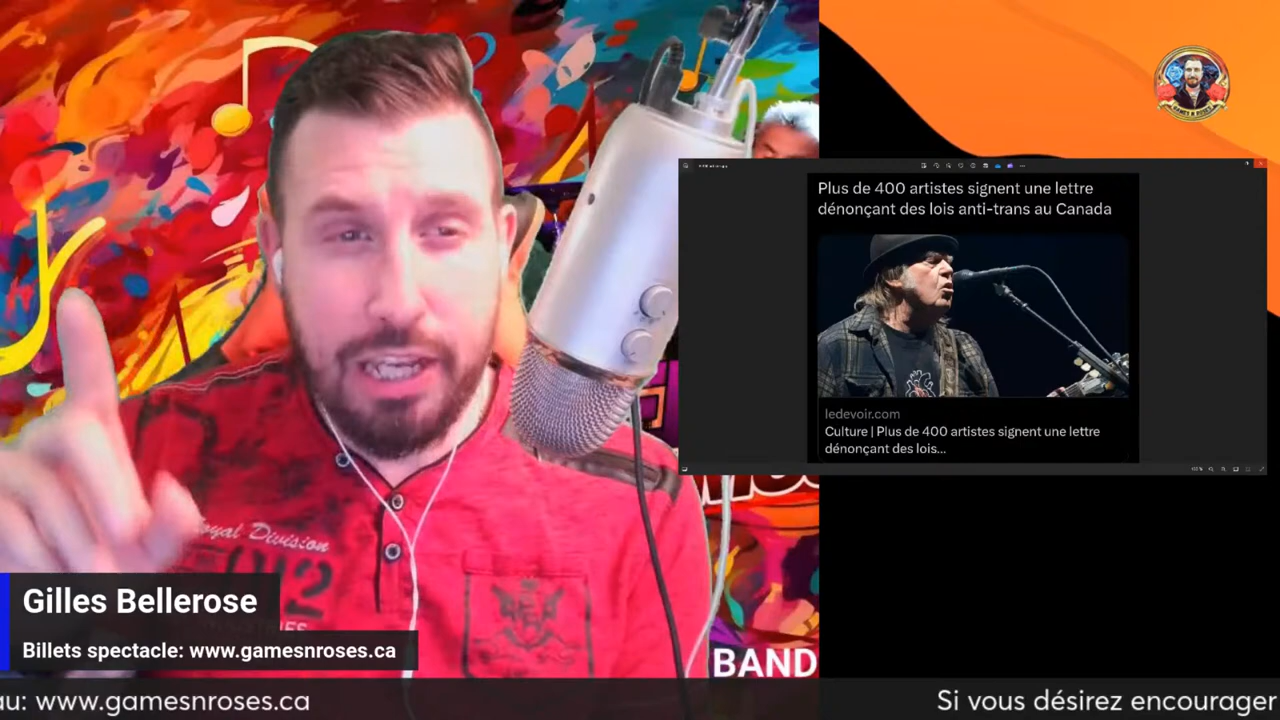 Plus de 400 artistes signent une lettre
dénonçant des lois anti-trans au Canada
ledevoir.com
Culture | Plus de 400 artistes signent une lettre
dénonçant des lois...
Royal Division
Gilles Bellerose
Billets spectacle: www.gamesnroses.ca
BAND
au: www.gamesnroses.ca
Si vous désirez encourager